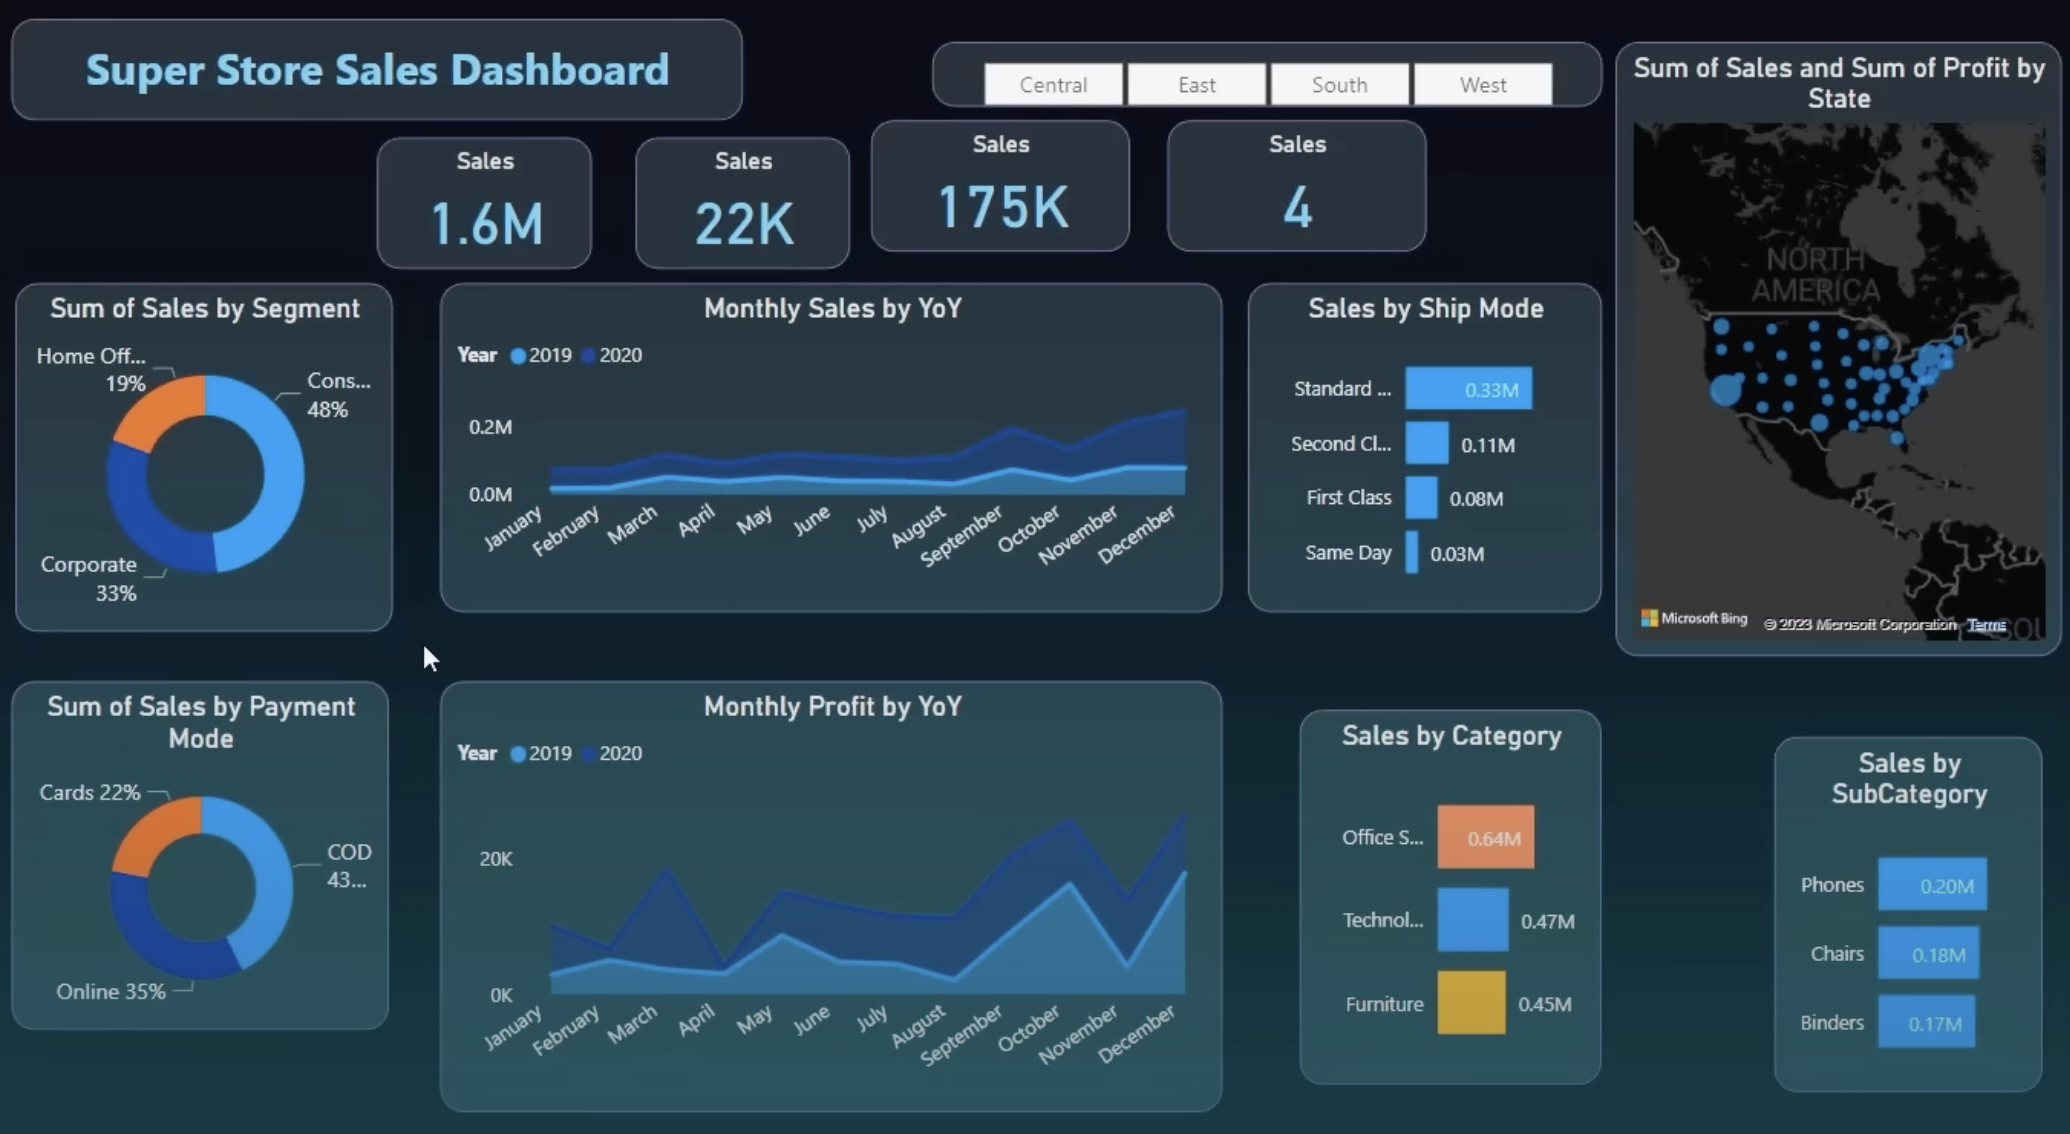 Super Store Sales Dashboard
Central
East
South
West
Sales
1.6M
Sales
22K
Sales
175K
Sales
4
Sum of Sales and Sum of Profit by
State
NORTH
AMERICA
Microsoft Bing
© 2023 Microsoft Corporation Terms
SOU
Sum of Sales by Segment
Home Off...
19%
Cons...
48%
Corporate
33%
Monthly Sales by YoY
Year 2019 2020
0.2M
0.0M
January
February
March
April
May
June
July
August
September
October
November
December
Sales by Ship Mode
Standard ... 0.33M
Second Cl... 0.11M
First Class 0.08M
Same Day 0.03M
Sum of Sales by Payment
Mode
Cards 22%
COD
43...
Online 35%
Monthly Profit by YoY
Year 2019 2020
20K
0K
January
February
March
April
May
June
July
August
September
October
November
December
Sales by Category
Office S... 0.64M
Technol... 0.47M
Furniture 0.45M
Sales by
SubCategory
Phones 0.20M
Chairs 0.18M
Binders 0.17M